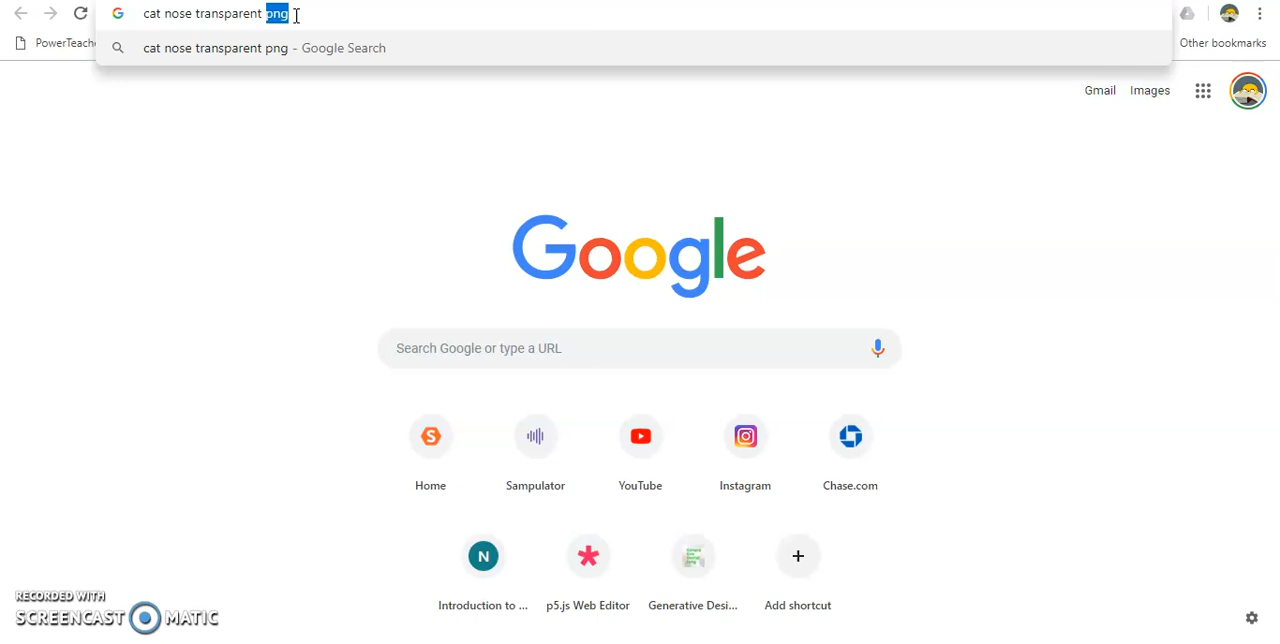 cat nose transparent png
PowerTeache
cat nose transparent png - Google Search
Other bookmarks
Gmail Images
Google
Search Google or type a URL
S
Home Sampulator YouTube Instagram Chase.com
N
Introduction to ... p5.js Web Editor Generative Desi... Add shortcut
RECORDED WITH
SCREENCAST MATIC